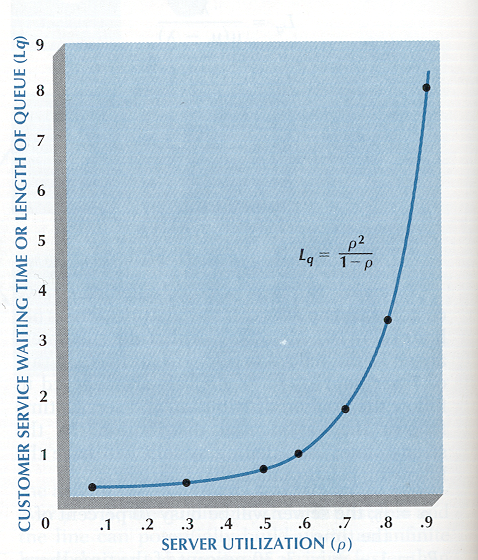 CUSTOMER SERVICE WAITING TIME OR LENGTH OF QUEUE (Lq)
9
8
7
6
5
4
3
2
1
Lq = ρ²
1 − ρ
0 .1 .2 .3 .4 .5 .6 .7 .8 .9
SERVER UTILIZATION (ρ)